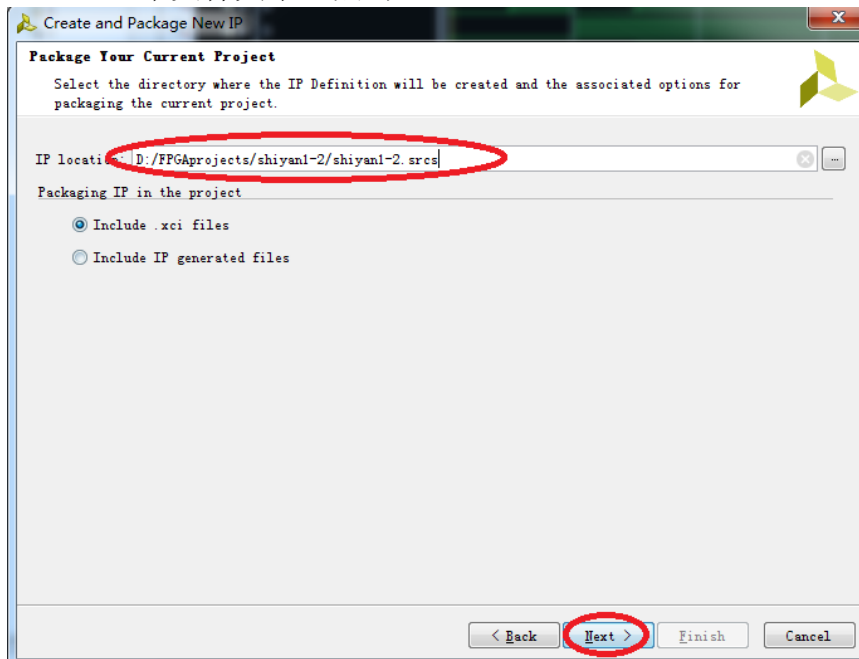 Create and Package New IP
Package Your Current Project
Select the directory where the IP Definition will be created and the associated options for
packaging the current project.
IP location: D:/FPGAprojects/shiyan1-2/shiyan1-2.srcs
...
Packaging IP in the project
Include .xci files
Include IP generated files
< Back
Next >
Finish
Cancel